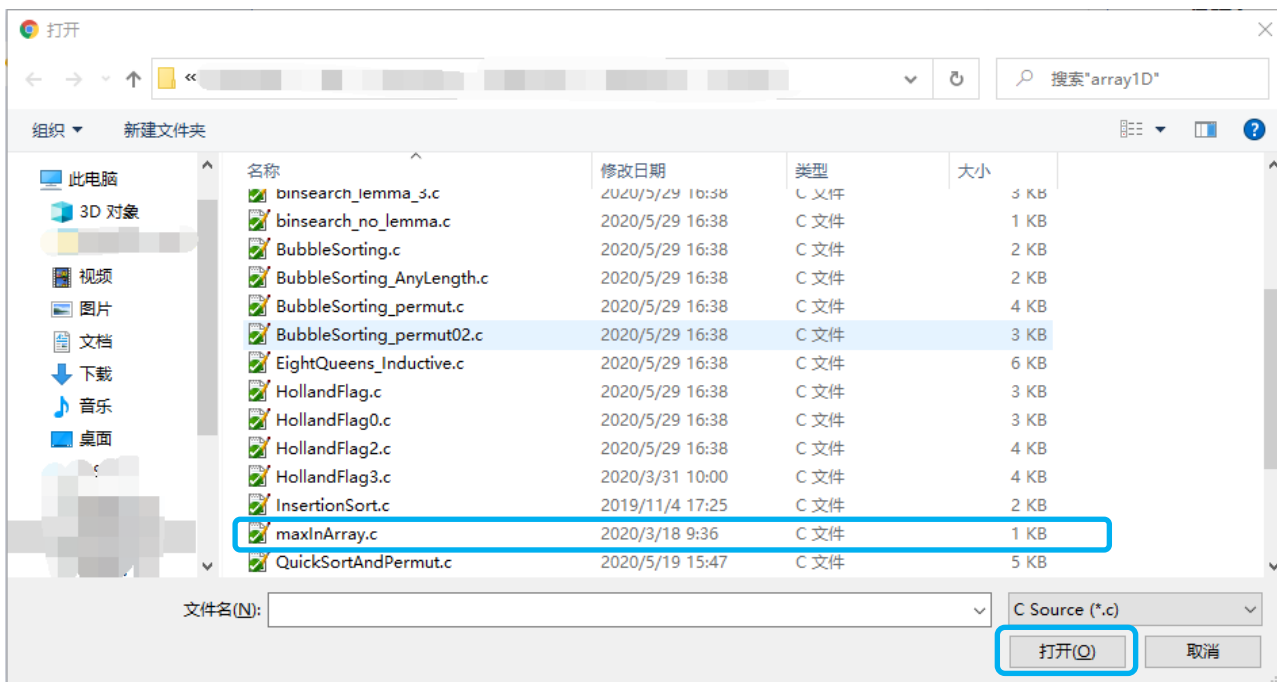 打开
«
搜索"array1D"
组织 新建文件夹
此电脑
3D 对象
视频
图片
文档
下载
音乐
桌面
名称 修改日期 类型 大小
binsearch_lemma_3.c 2020/5/29 16:38 C 文件 3 KB
binsearch_no_lemma.c 2020/5/29 16:38 C 文件 1 KB
BubbleSorting.c 2020/5/29 16:38 C 文件 2 KB
BubbleSorting_AnyLength.c 2020/5/29 16:38 C 文件 2 KB
BubbleSorting_permut.c 2020/5/29 16:38 C 文件 4 KB
BubbleSorting_permut02.c 2020/5/29 16:38 C 文件 3 KB
EightQueens_Inductive.c 2020/5/29 16:38 C 文件 6 KB
HollandFlag.c 2020/5/29 16:38 C 文件 3 KB
HollandFlag0.c 2020/5/29 16:38 C 文件 3 KB
HollandFlag2.c 2020/5/29 16:38 C 文件 4 KB
HollandFlag3.c 2020/3/31 10:00 C 文件 4 KB
InsertionSort.c 2019/11/4 17:25 C 文件 2 KB
maxInArray.c 2020/3/18 9:36 C 文件 1 KB
QuickSortAndPermut.c 2020/5/19 15:47 C 文件 5 KB
文件名(N): C Source (*.c)
打开(O) 取消